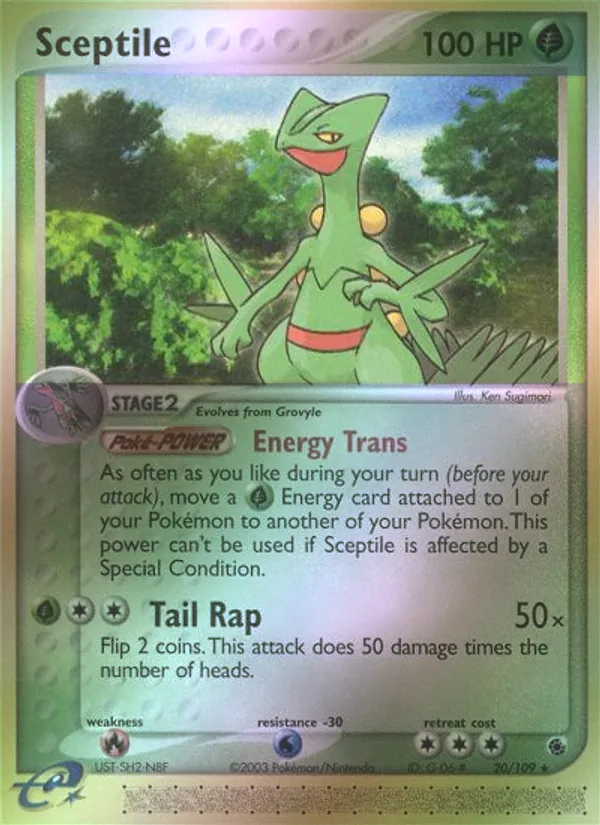 Sceptile 100 HP
Illus. Ken Sugimori
STAGE2 Evolves from Grovyle
Poké-POWER Energy Trans
As often as you like during your turn (before your
attack), move a Energy card attached to 1 of
your Pokémon to another of your Pokémon. This
power can't be used if Sceptile is affected by a
Special Condition.
Tail Rap 50×
Flip 2 coins. This attack does 50 damage times the
number of heads.
weakness resistance -30 retreat cost
UST-SH2-NBF ©2003 Pokémon/Nintendo ID: G-06-# 20/109 ★
e